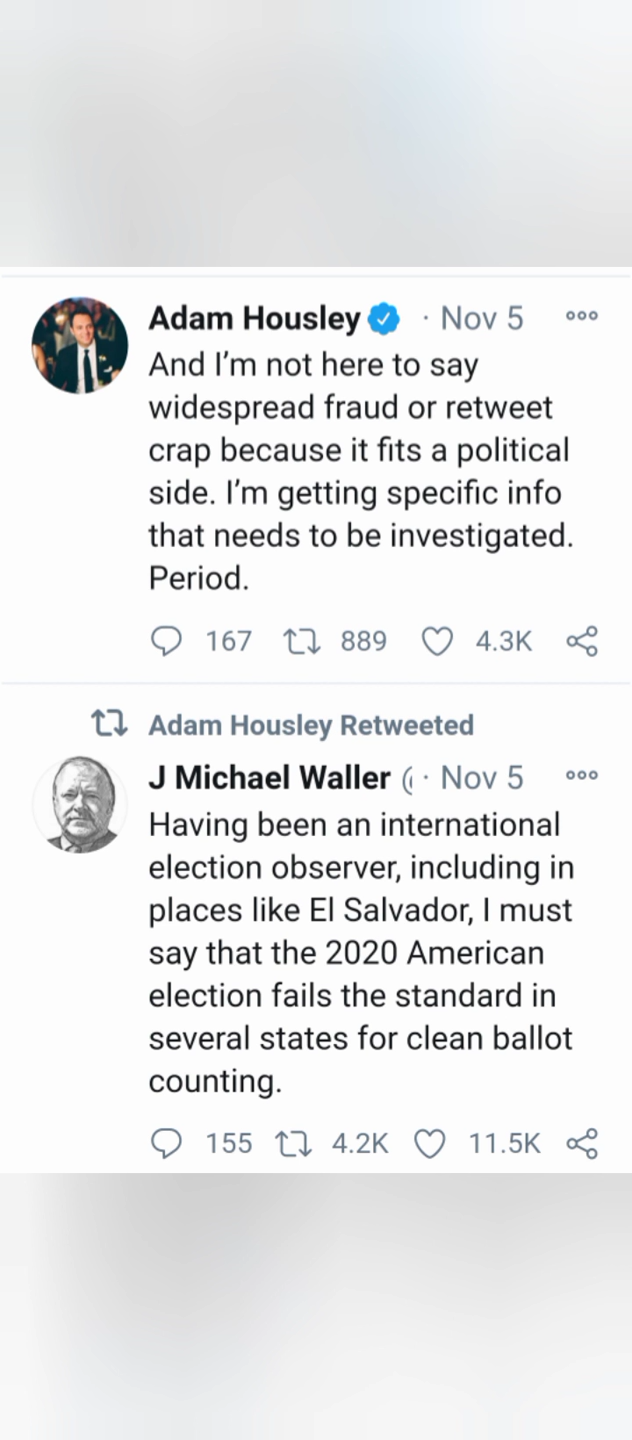 Adam Housley · Nov 5
And I’m not here to say
widespread fraud or retweet
crap because it fits a political
side. I’m getting specific info
that needs to be investigated.
Period.
167 889 4.3K
Adam Housley Retweeted
J Michael Waller ( · Nov 5
Having been an international
election observer, including in
places like El Salvador, I must
say that the 2020 American
election fails the standard in
several states for clean ballot
counting.
155 4.2K 11.5K